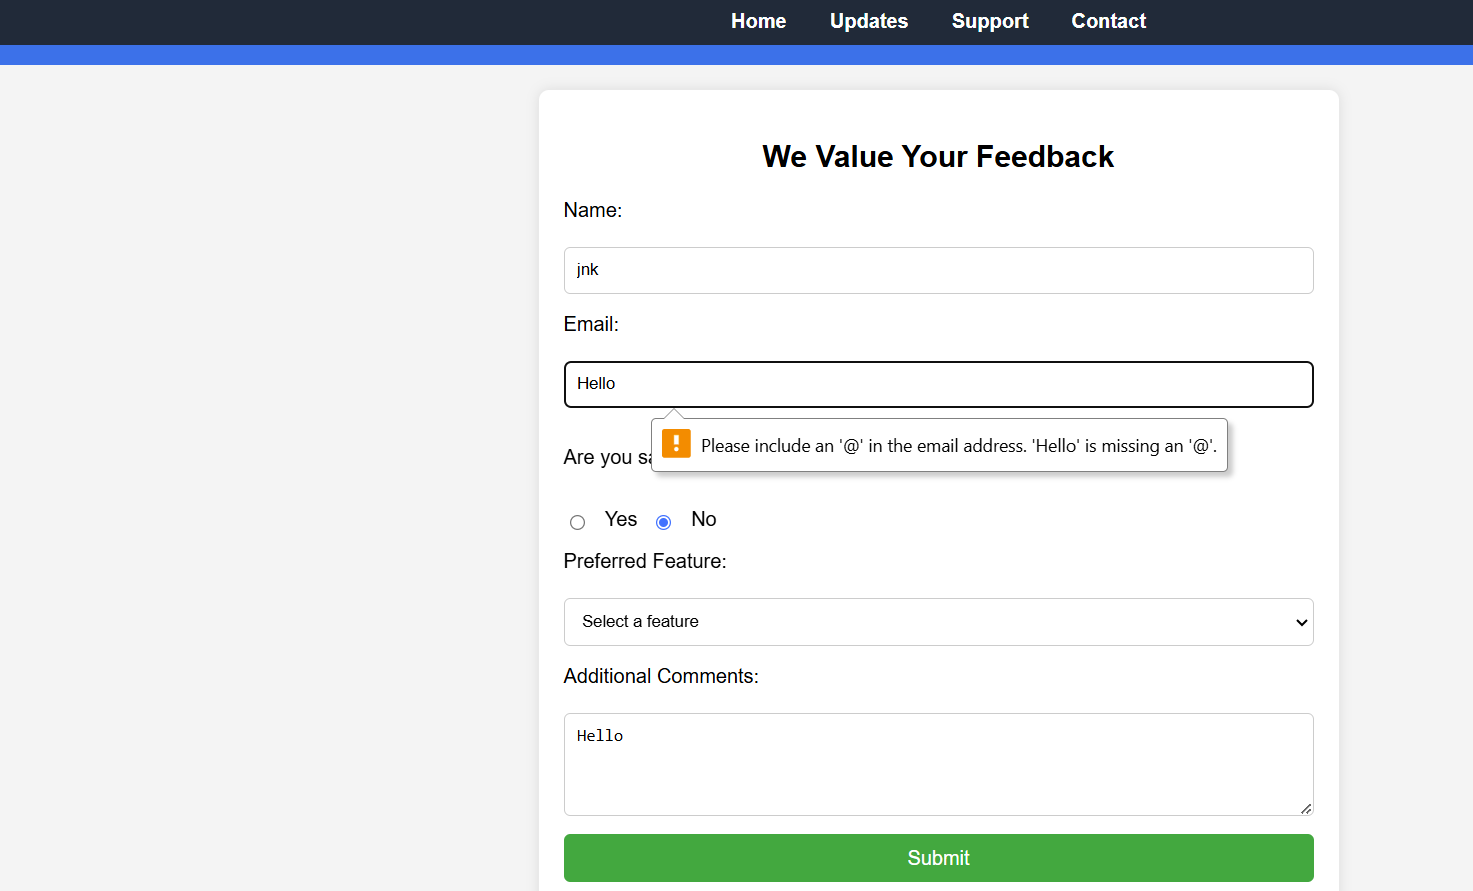 Home Updates Support Contact
We Value Your Feedback
Name:
jnk
Email:
Hello
Please include an '@' in the email address. 'Hello' is missing an '@'.
Are you
Yes No
Preferred Feature:
Select a feature
Additional Comments:
Hello
Submit